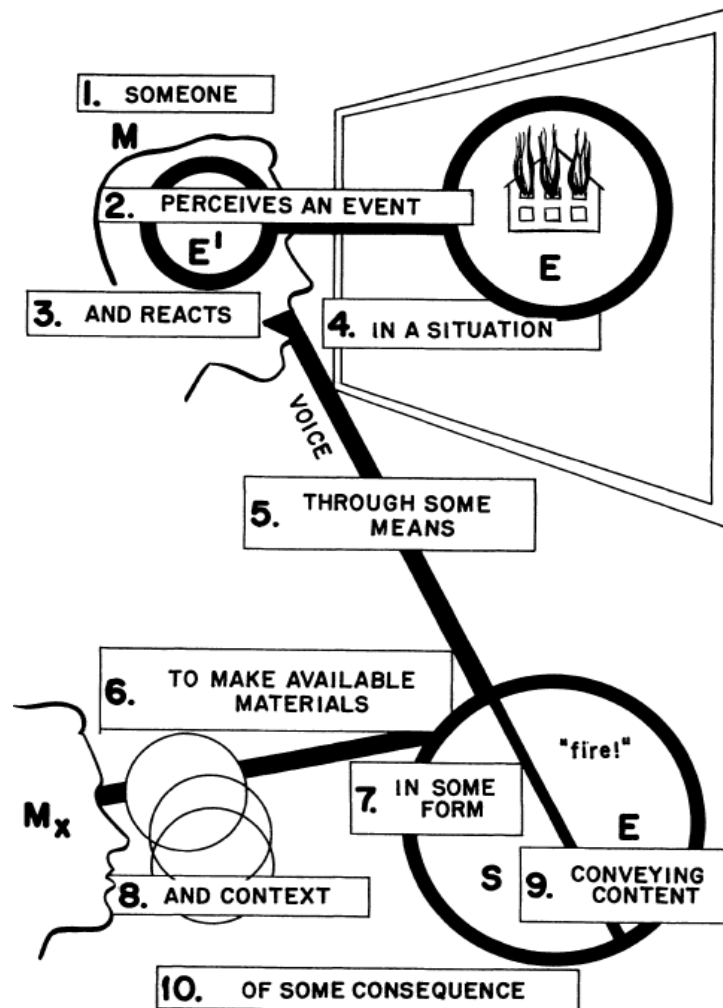 1. SOMEONE
M
2. PERCEIVES AN EVENT
E'
E
3. AND REACTS
4. IN A SITUATION
VOICE
5. THROUGH SOME
MEANS
6. TO MAKE AVAILABLE
MATERIALS
"fire!"
7. IN SOME
FORM
Mx
E
S
8. AND CONTEXT
9. CONVEYING
CONTENT
10. OF SOME CONSEQUENCE